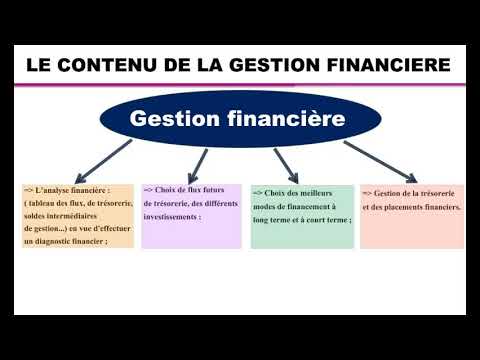 LE CONTENU DE LA GESTION FINANCIERE
Gestion financière
=> L'analyse financière :
( tableau des flux, de trésorerie,
soldes intermédiaires
de gestion...) en vue d'effectuer
un diagnostic financier ;
=> Choix de flux futurs
de trésorerie, des différents
investissements :
=> Choix des meilleurs
modes de financement à
long terme et à court terme ;
=> Gestion de la trésorerie
et des placements financiers.